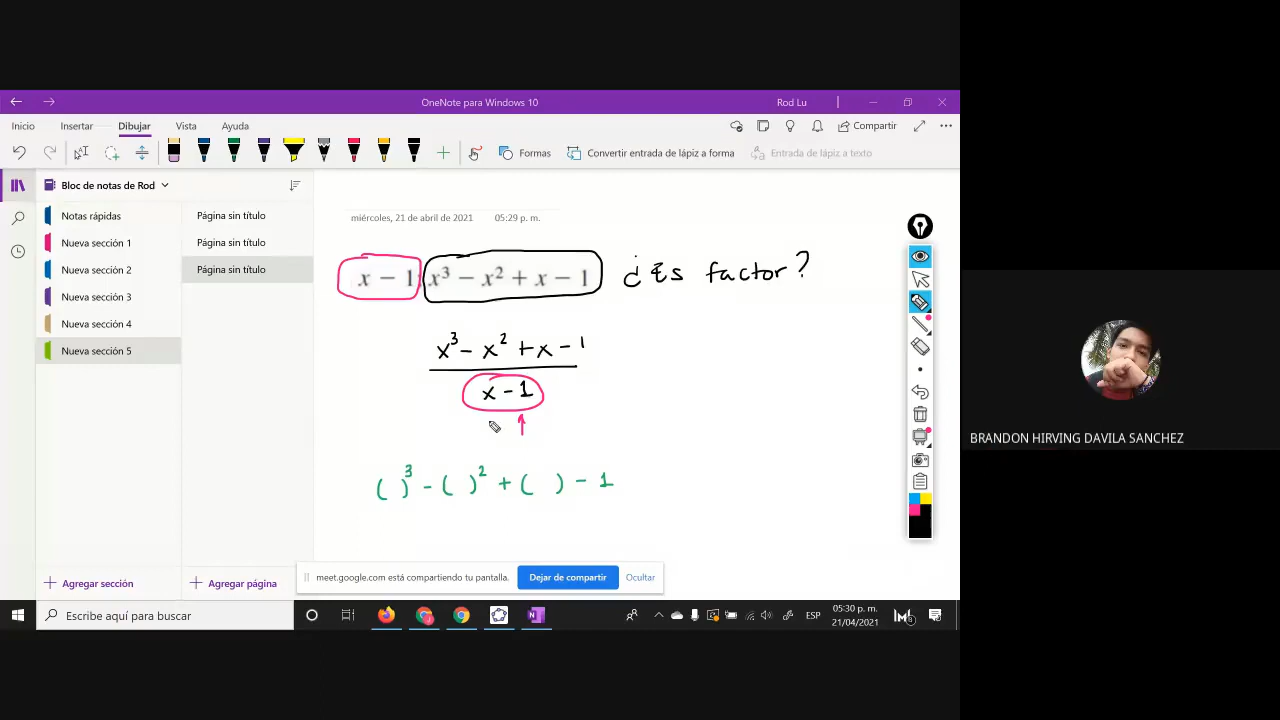 OneNote para Windows 10
Rod Lu
Inicio
Insertar
Dibujar
Vista
Ayuda
Compartir
Formas
Convertir entrada de lápiz a forma
Entrada de lápiz a texto
Bloc de notas de Rod
Notas rápidas
Nueva sección 1
Nueva sección 2
Nueva sección 3
Nueva sección 4
Nueva sección 5
Página sin título
Página sin título
Página sin título
miércoles, 21 de abril de 2021
05:29 p. m.
x − 1; x³ − x² + x − 1 ¿Es factor?
x³ − x² + x − 1
x − 1
( )³ − ( )² + ( ) − 1
BRANDON HIRVING DAVILA SANCHEZ
Agregar sección
Agregar página
meet.google.com está compartiendo tu pantalla.
Dejar de compartir
Ocultar
Escribe aquí para buscar
ESP
05:30 p. m.
21/04/2021